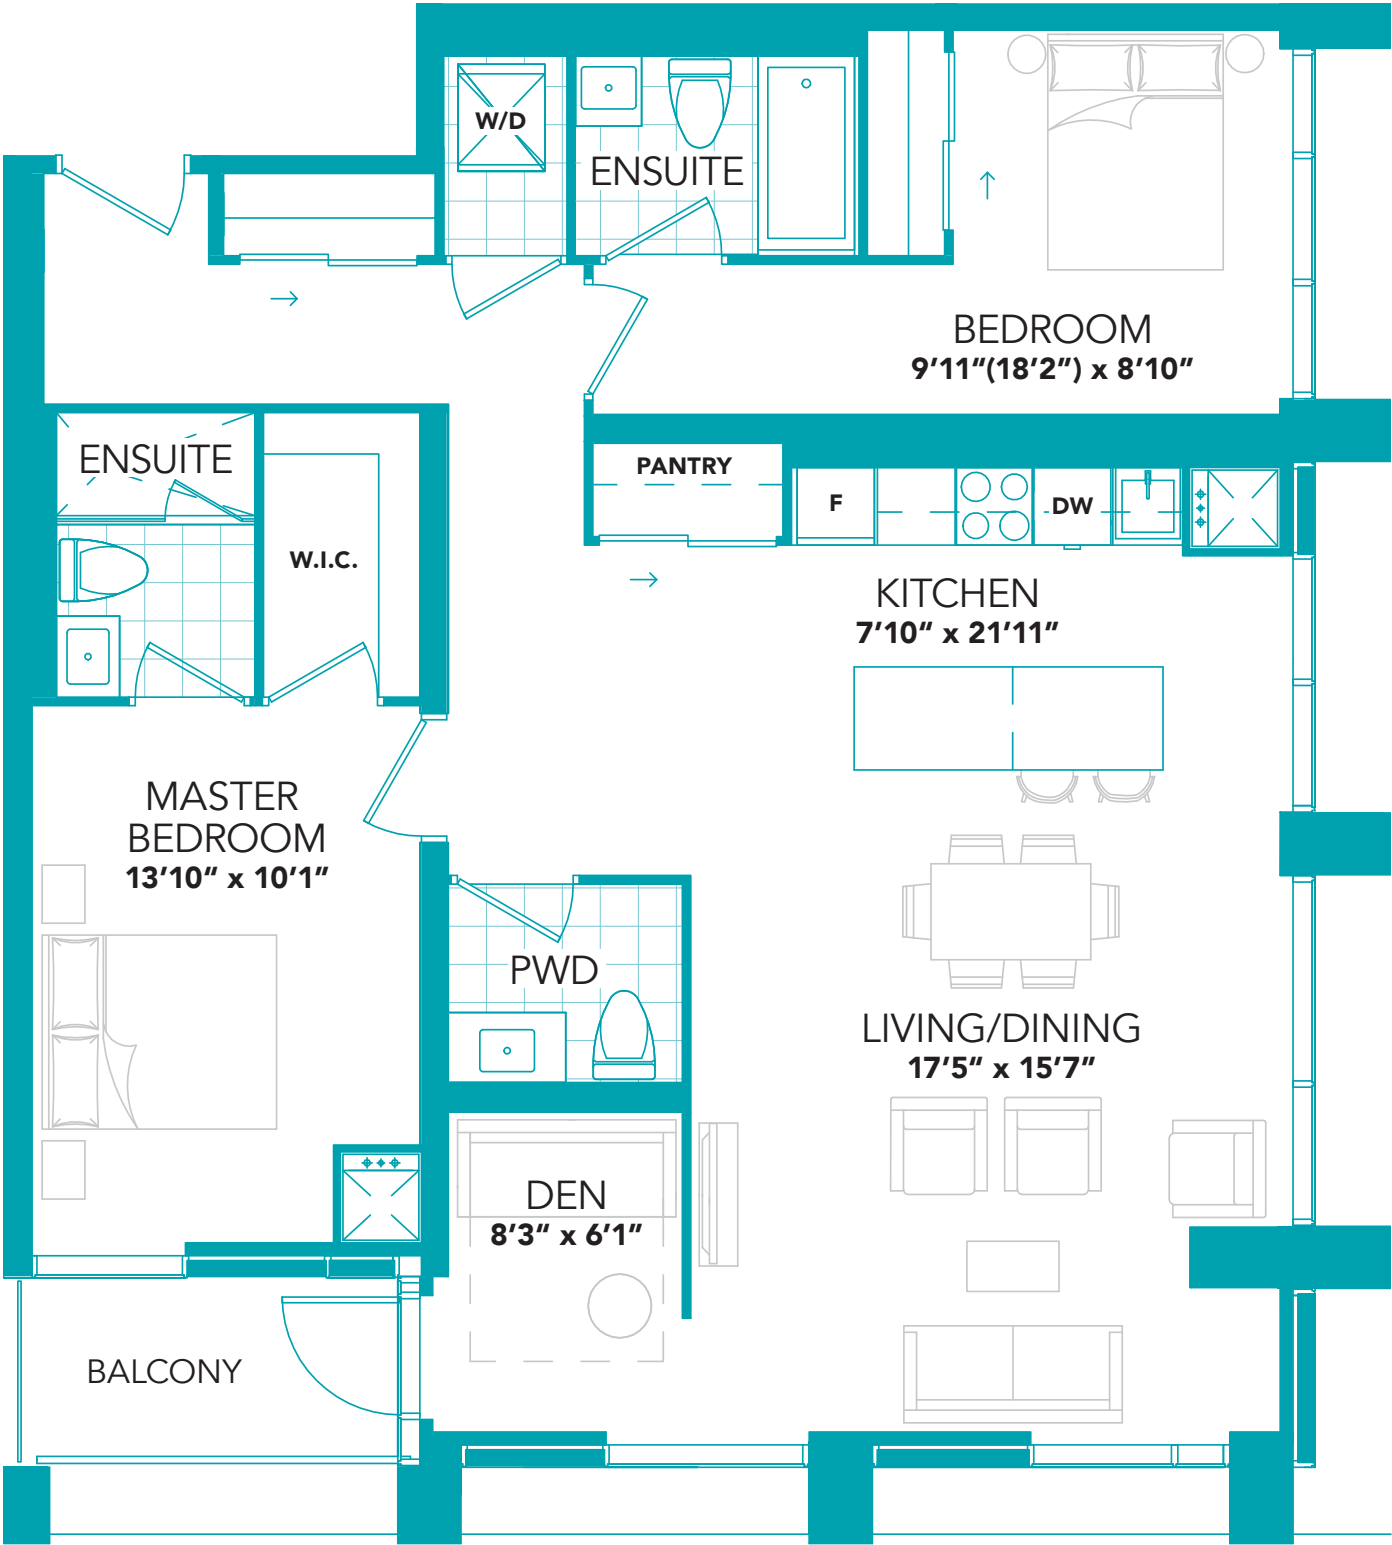 W/D
ENSUITE
BEDROOM
9'11"(18'2") x 8'10"
ENSUITE
PANTRY
F
DW
W.I.C.
KITCHEN
7'10" x 21'11"
MASTER
BEDROOM
13'10" x 10'1"
PWD
LIVING/DINING
17'5" x 15'7"
DEN
8'3" x 6'1"
BALCONY